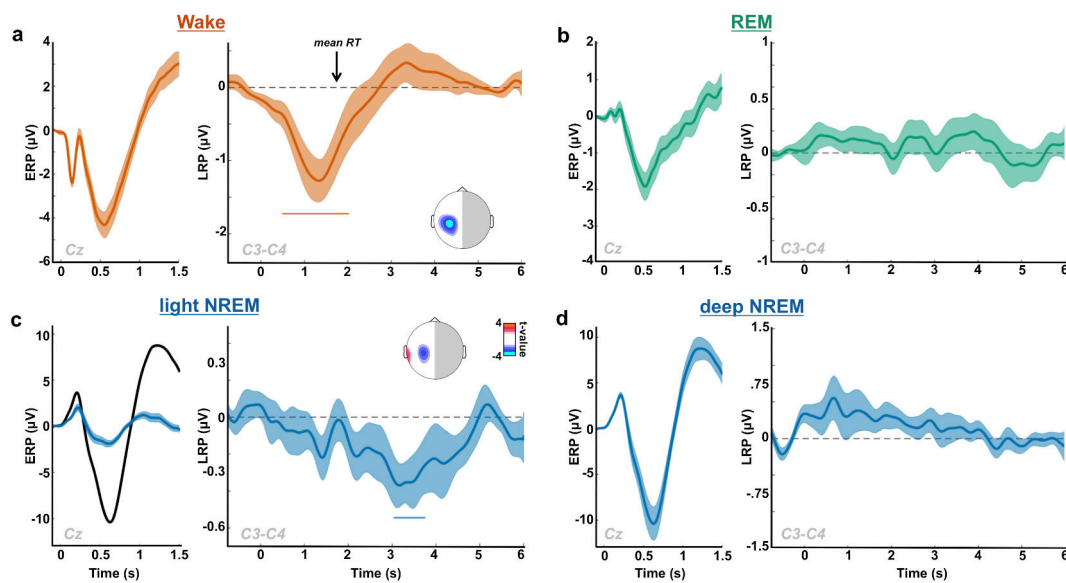 Wake
a
ERP (µV)
4
2
0
-2
-4
-6
Cz
0
0.5
1
1.5
LRP (µV)
0
-1
-2
mean RT
C3-C4
0
1
2
3
4
5
6
REM
b
ERP (µV)
2
1
0
-1
-2
-3
-4
Cz
0
0.5
1
1.5
LRP (µV)
1
0.5
0
-0.5
-1
C3-C4
0
1
2
3
4
5
6
light NREM
c
ERP (µV)
10
5
0
-5
-10
Cz
0
0.5
1
1.5
Time (s)
LRP (µV)
0.3
0
-0.3
-0.6
4
-4
t-value
C3-C4
0
1
2
3
4
5
6
Time (s)
deep NREM
d
ERP (µV)
10
5
0
-5
-10
Cz
0
0.5
1
1.5
Time (s)
LRP (µV)
1.5
.75
0
.75
-1.5
C3-C4
0
1
2
3
4
5
6
Time (s)